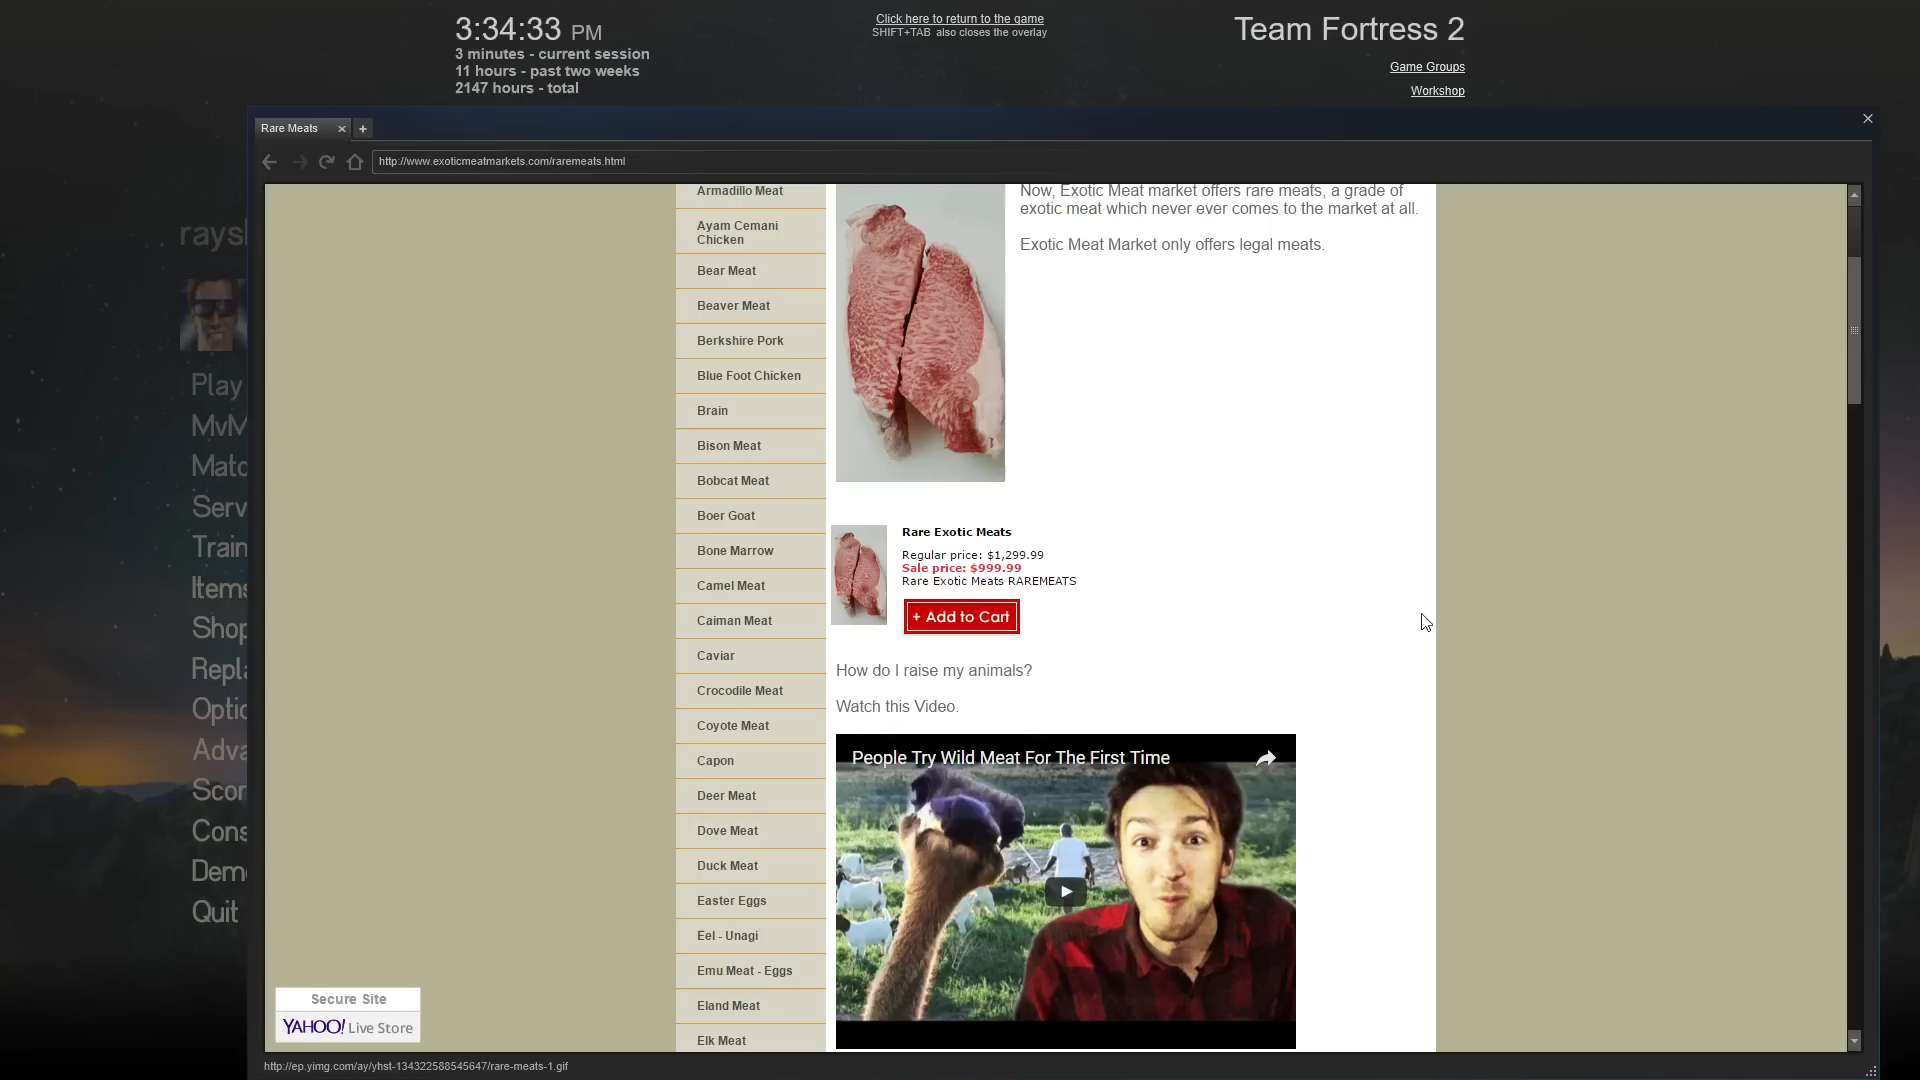 3:34:33 PM
3 minutes - current session
11 hours - past two weeks
2147 hours - total
Click here to return to the game
SHIFT+TAB also closes the overlay
Team Fortress 2
Game Groups
Workshop
Rare Meats
http://www.exoticmeatmarkets.com/raremeats.html
Play
MvM
Quit
Armadillo Meat
Ayam Cemani
Chicken
Bear Meat
Beaver Meat
Berkshire Pork
Blue Foot Chicken
Brain
Bison Meat
Bobcat Meat
Boer Goat
Bone Marrow
Camel Meat
Caiman Meat
Caviar
Crocodile Meat
Coyote Meat
Capon
Deer Meat
Dove Meat
Duck Meat
Easter Eggs
Eel - Unagi
Emu Meat - Eggs
Eland Meat
Elk Meat
Now, Exotic Meat market offers rare meats, a grade of
exotic meat which never ever comes to the market at all.
Exotic Meat Market only offers legal meats.
Rare Exotic Meats
Regular price: $1,299.99
Sale price: $999.99
Rare Exotic Meats RAREMEATS
+ Add to Cart
How do I raise my animals?
Watch this Video.
People Try Wild Meat For The First Time
Secure Site
YAHOO! Live Store
http://ep.yimg.com/ay/yhst-134322588545647/rare-meats-1.gif